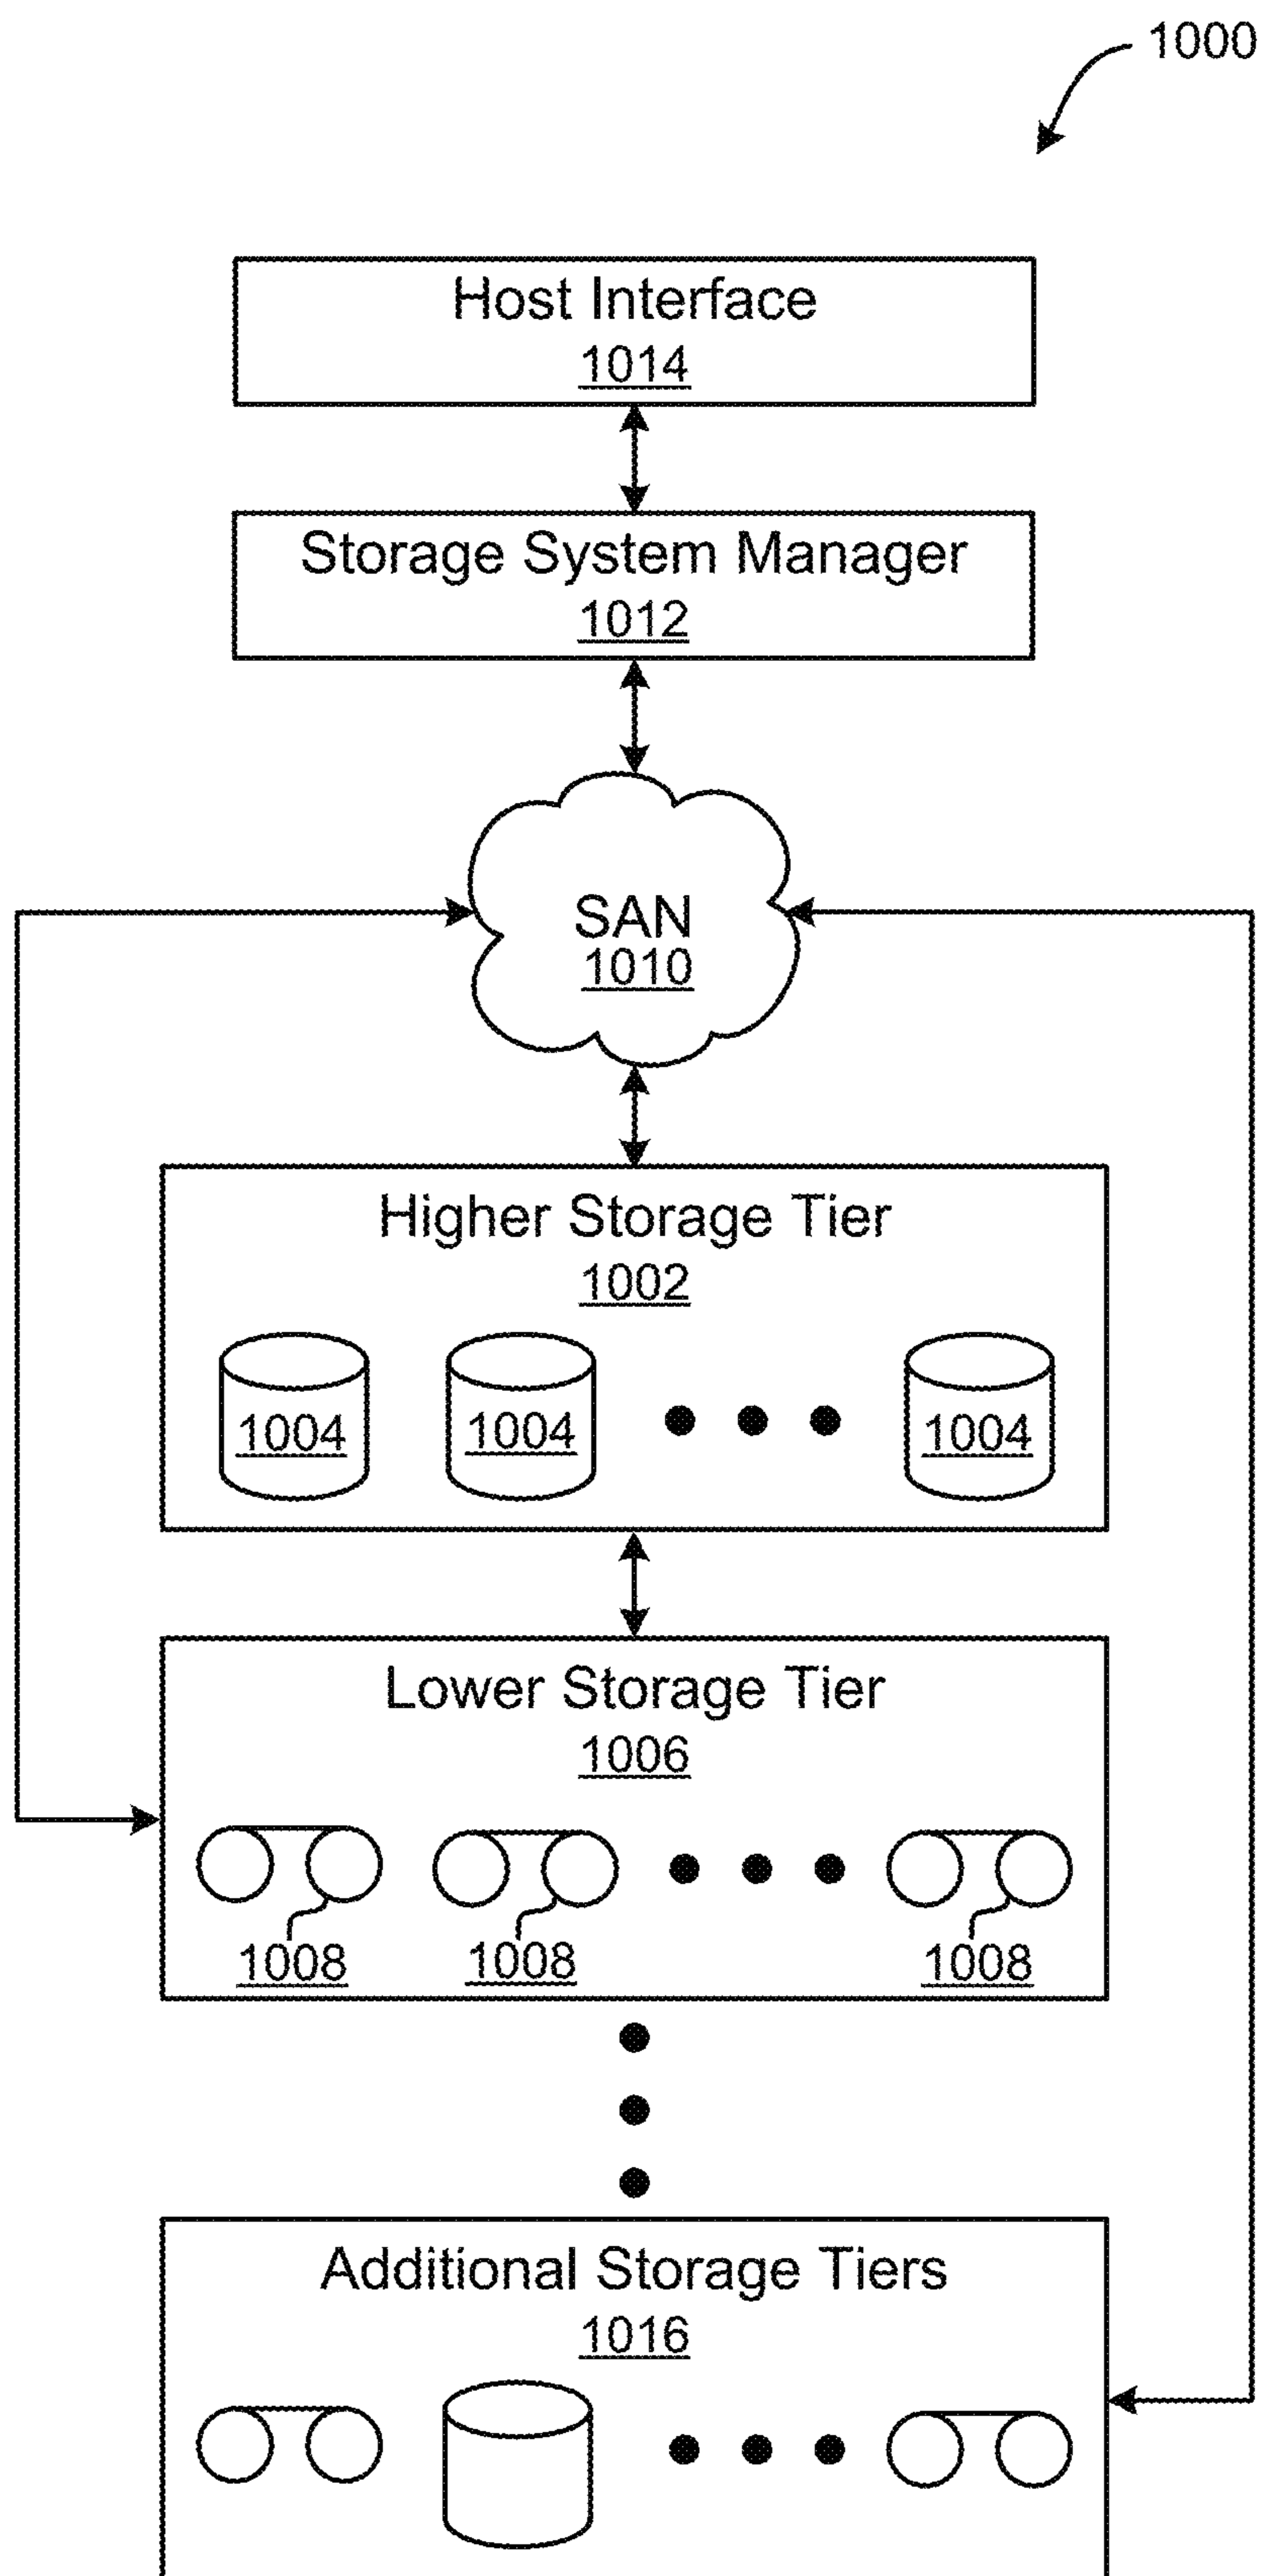 1000
Host Interface
1014
Storage System Manager
1012
SAN
1010
Higher Storage Tier
1002
1004 1004 1004
Lower Storage Tier
1006
1008 1008 1008
Additional Storage Tiers
1016